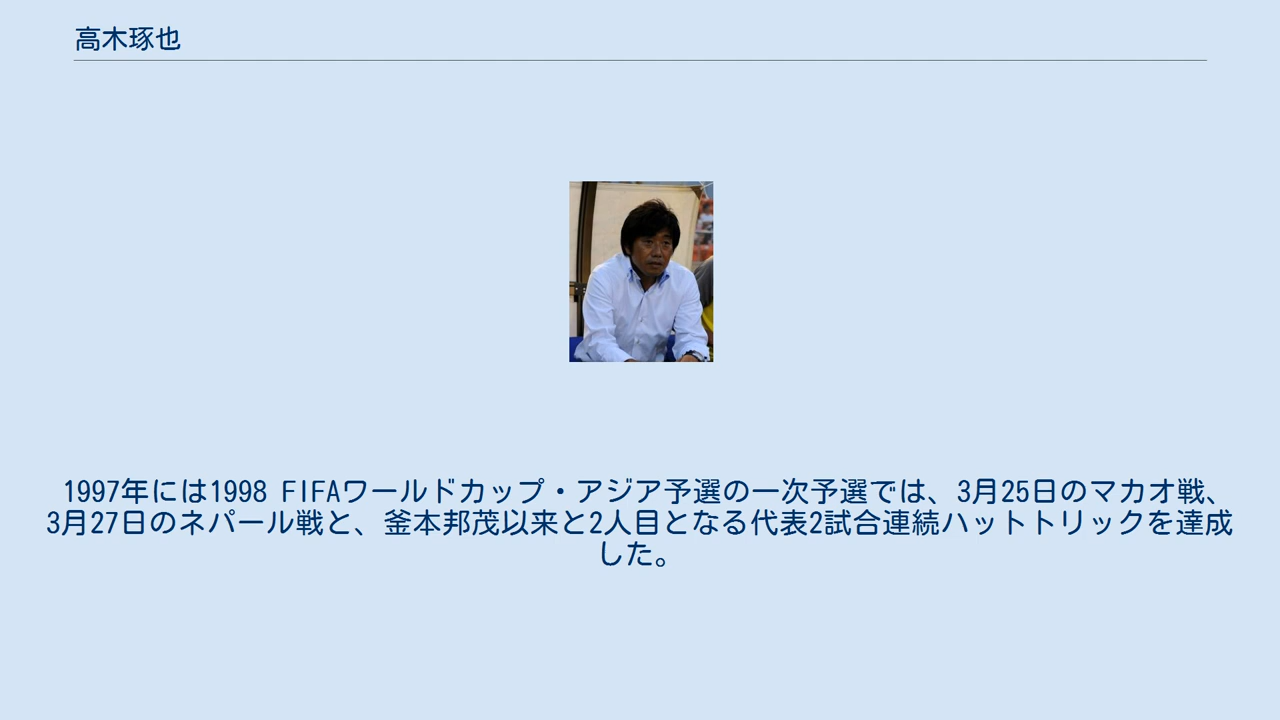 高木琢也
1997年には1998 FIFAワールドカップ・アジア予選の一次予選では、3月25日のマカオ戦、
3月27日のネパール戦と、釜本邦茂以来と2人目となる代表2試合連続ハットトリックを達成
した。